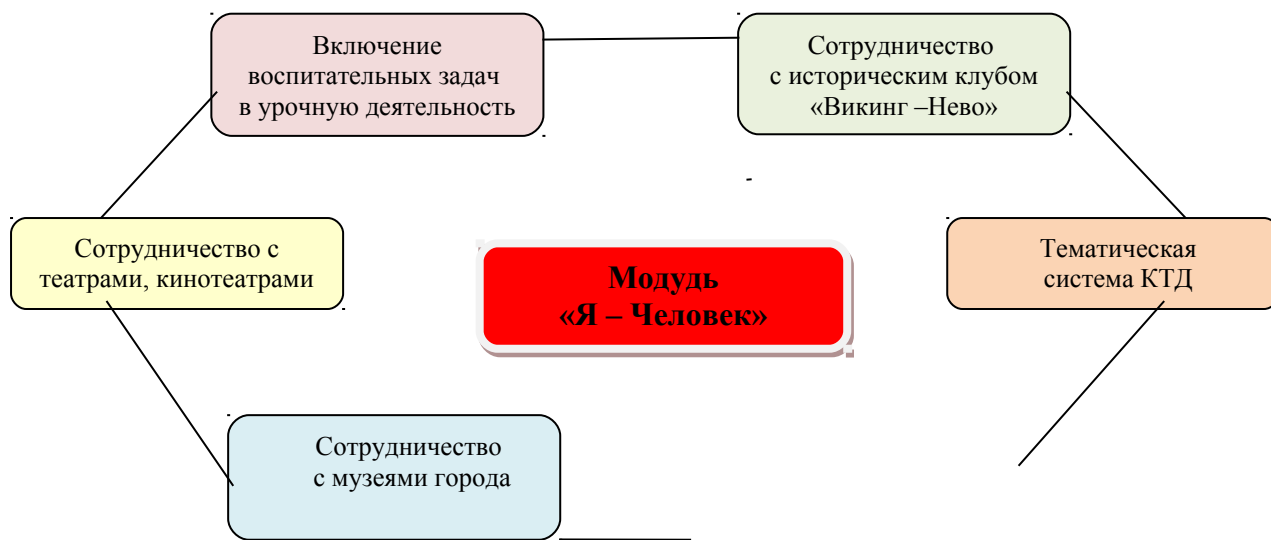 Включение
воспитательных задач
в урочную деятельность
Сотрудничество
с историческим клубом
«Викинг –Нево»
Сотрудничество с
театрами, кинотеатрами
Модудь
«Я – Человек»
Тематическая
система КТД
Сотрудничество
с музеями города